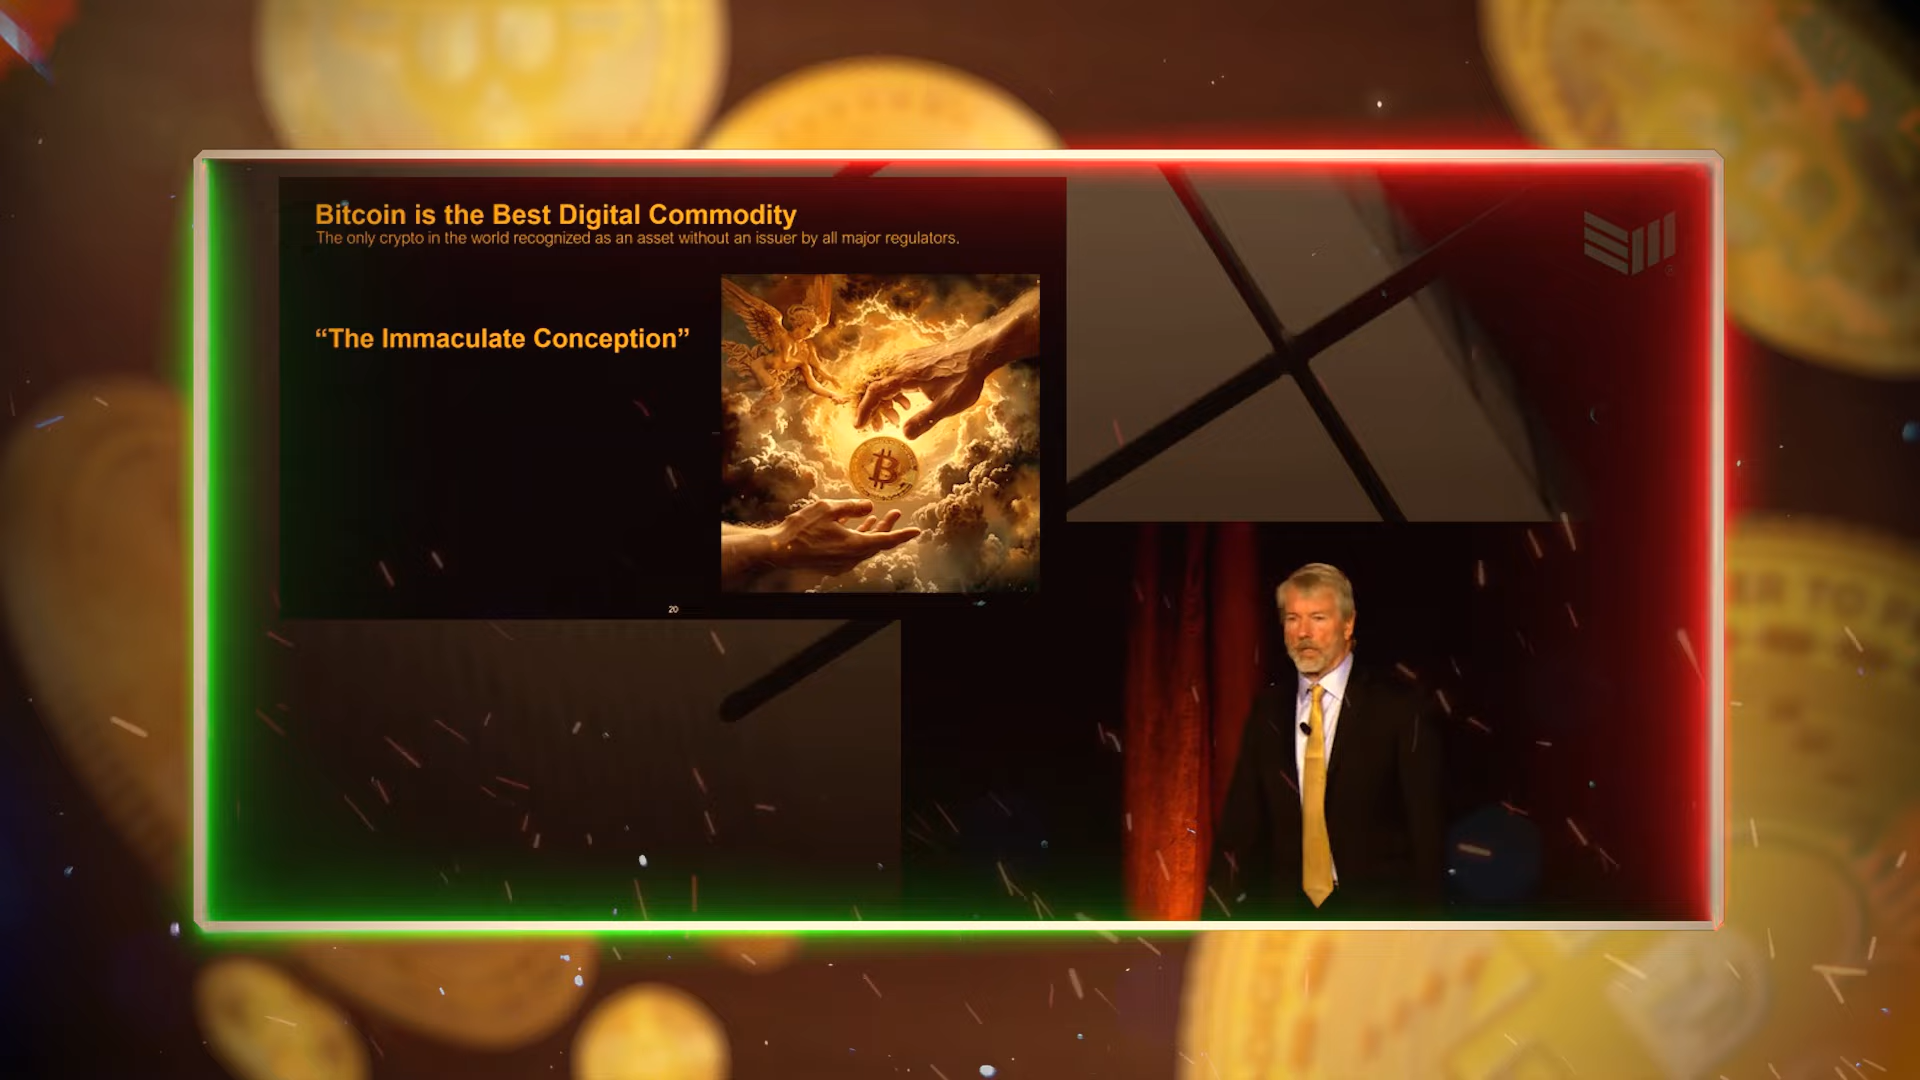 Bitcoin is the Best Digital Commodity
The only crypto in the world recognized as an asset without an issuer by all major regulators.
“The Immaculate Conception”
20